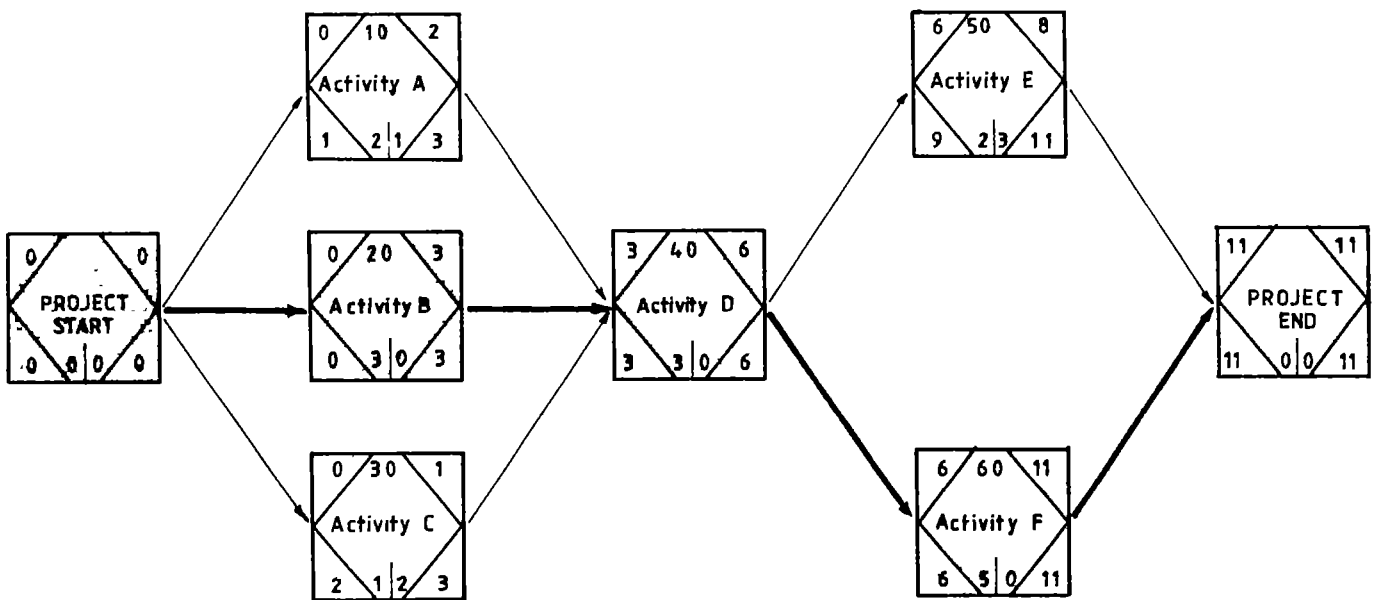 0 10 2
Activity A
1 2 1 3
6 50 8
Activity E
9 2 3 11
0 0
PROJECT
START
0 0 0 0
0 20 3
Activity B
0 3 0 3
3 40 6
Activity D
3 3 0 6
11 11
PROJECT
END
11 0 0 11
0 30 1
Activity C
2 1 2 3
6 60 11
Activity F
6 5 0 11